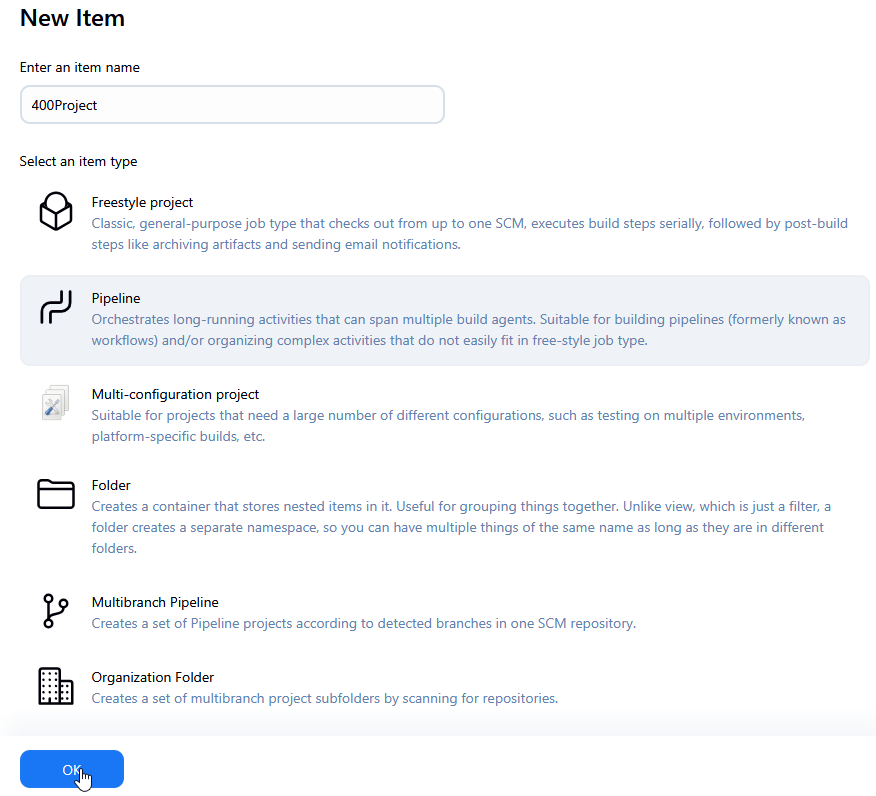 New Item
Enter an item name
400Project
Select an item type
Freestyle project
Classic, general-purpose job type that checks out from up to one SCM, executes build steps serially, followed by post-build
steps like archiving artifacts and sending email notifications.
Pipeline
Orchestrates long-running activities that can span multiple build agents. Suitable for building pipelines (formerly known as
workflows) and/or organizing complex activities that do not easily fit in free-style job type.
Multi-configuration project
Suitable for projects that need a large number of different configurations, such as testing on multiple environments,
platform-specific builds, etc.
Folder
Creates a container that stores nested items in it. Useful for grouping things together. Unlike view, which is just a filter, a
folder creates a separate namespace, so you can have multiple things of the same name as long as they are in different
folders.
Multibranch Pipeline
Creates a set of Pipeline projects according to detected branches in one SCM repository.
Organization Folder
Creates a set of multibranch project subfolders by scanning for repositories.
OK